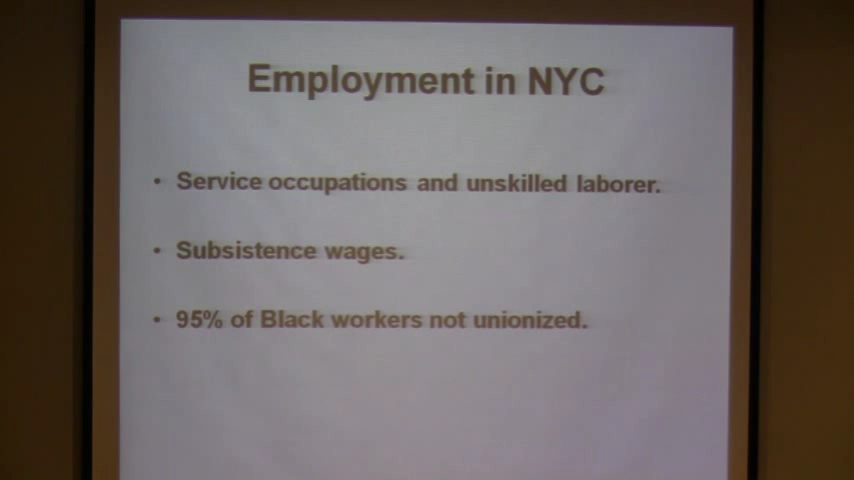 Employment in NYC
• Service occupations and unskilled laborer.
• Subsistence wages.
• 95% of Black workers not unionized.